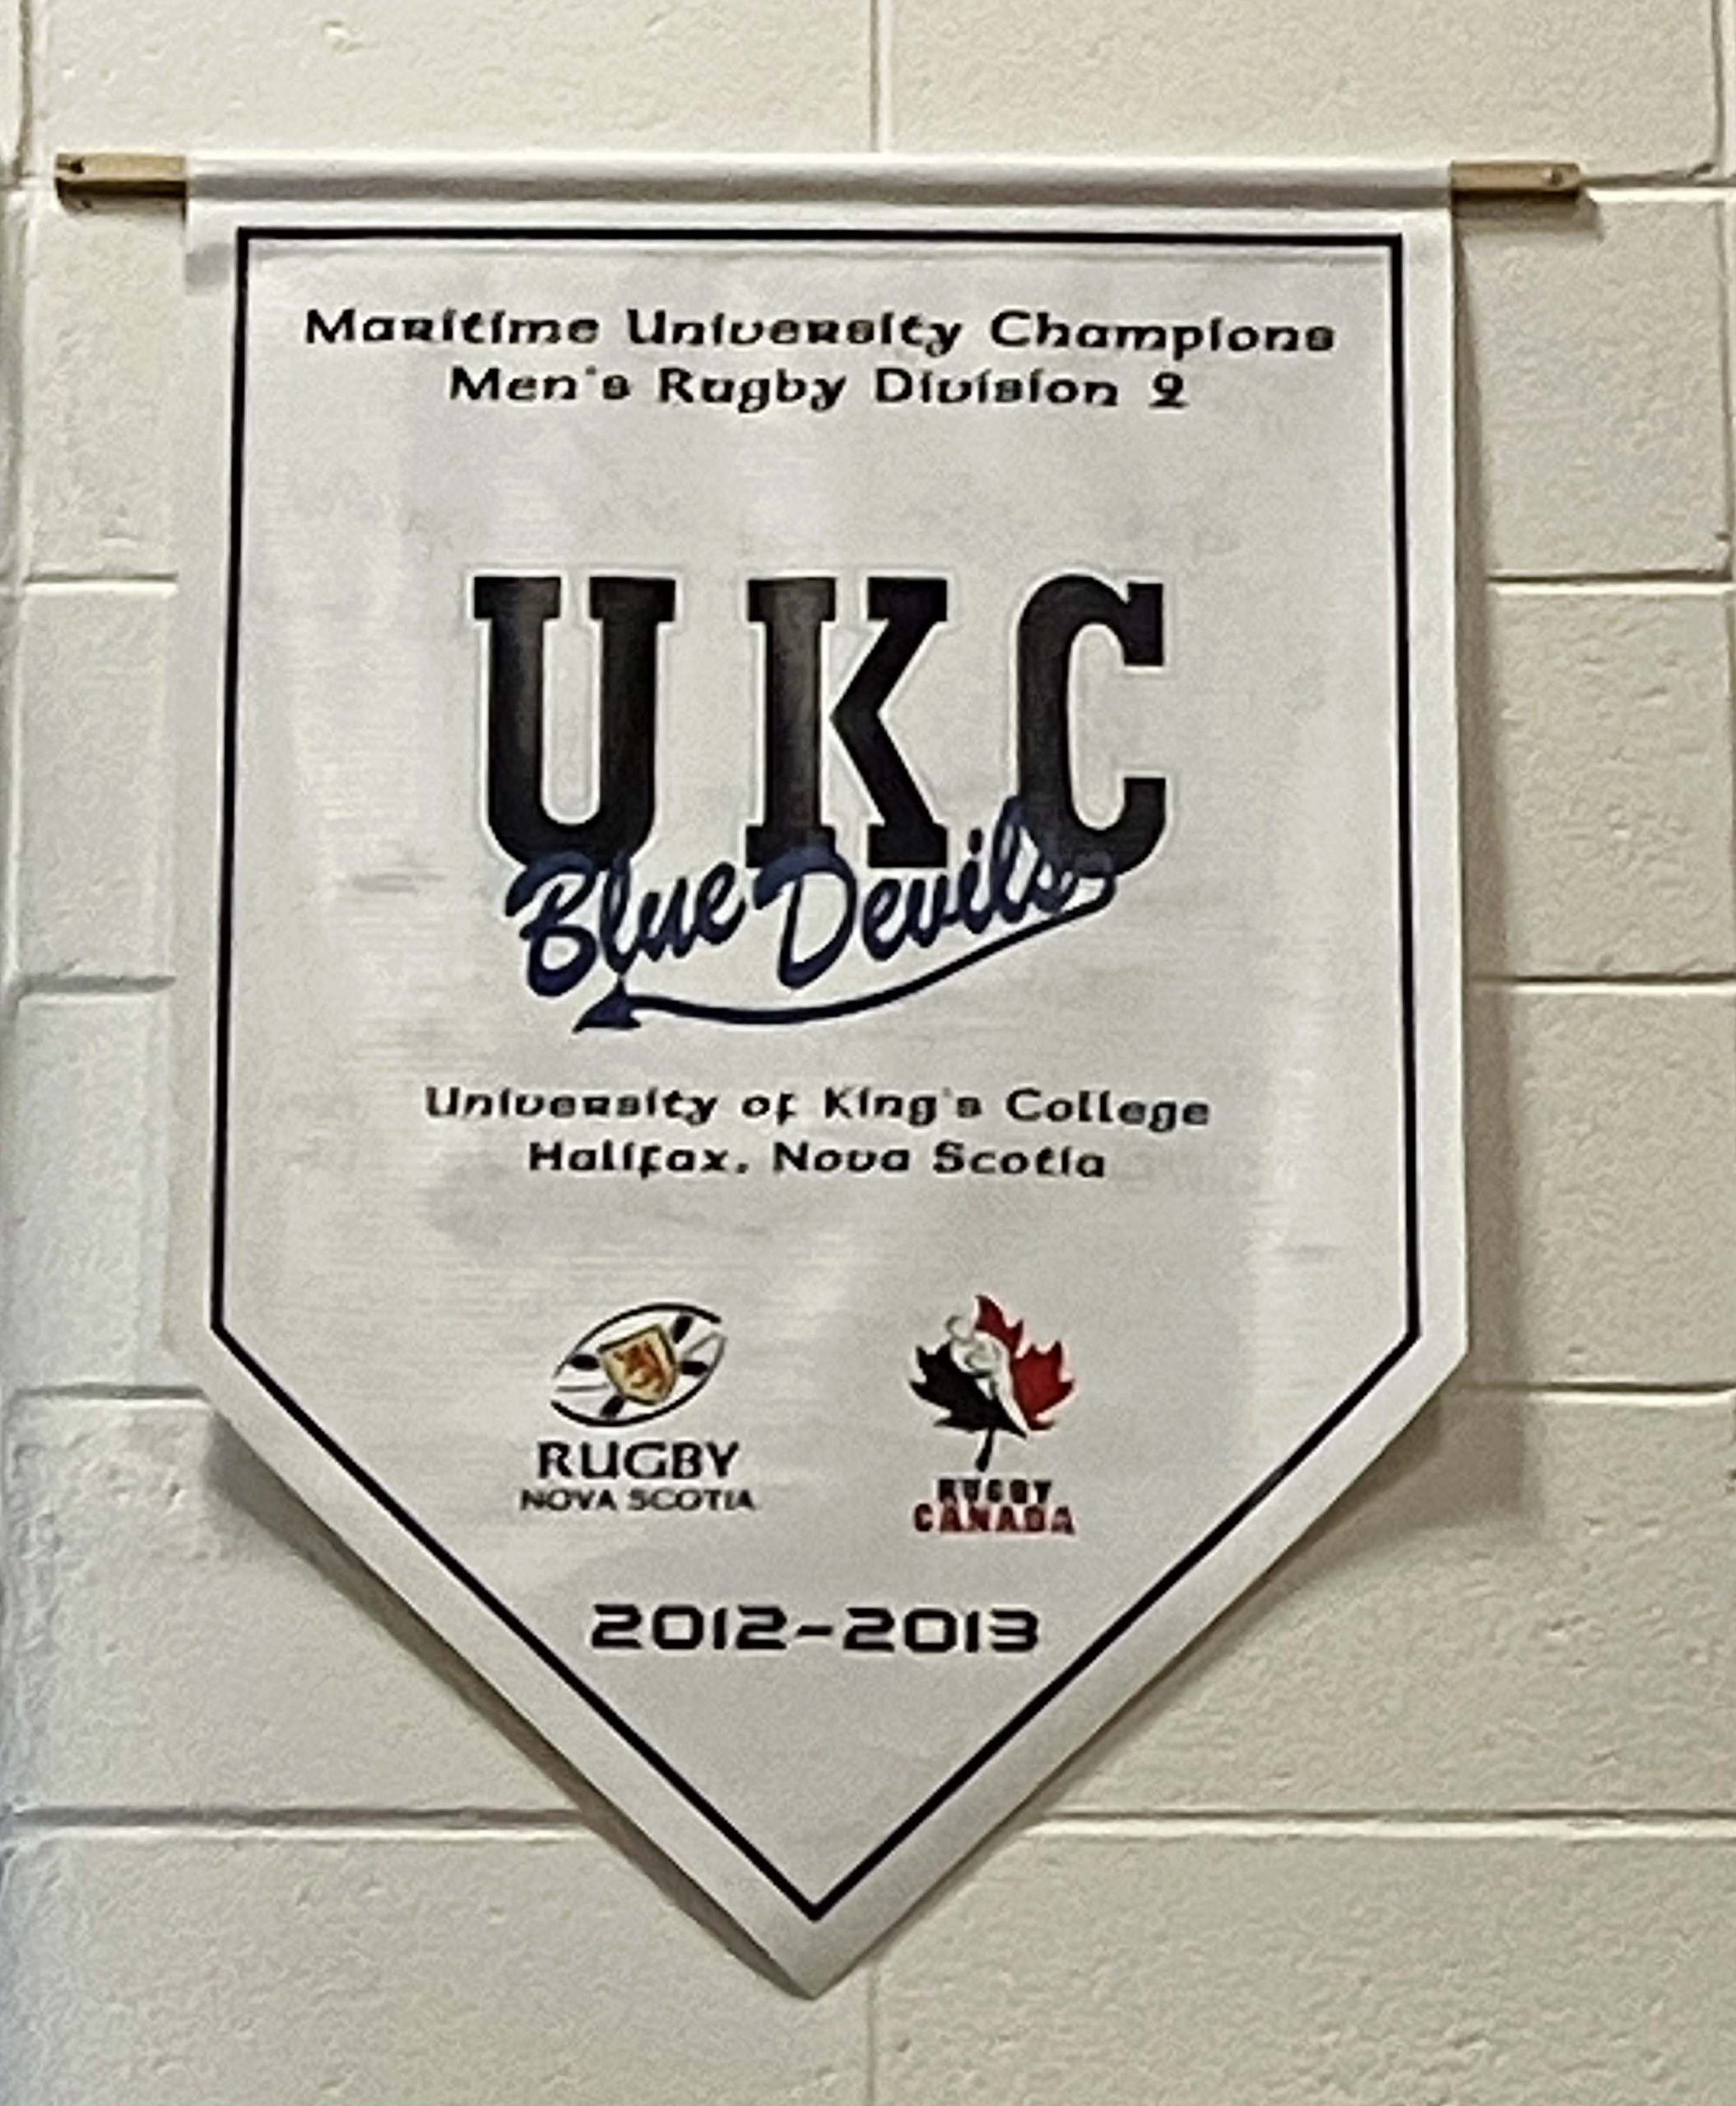 Maritime University Champions
Men's Rugby Division 2
UKC
Blue Devils
University of King's College
Halifax, Nova Scotia
RUGBY
NOVA SCOTIA
RUGBY
CANADA
2012-2013